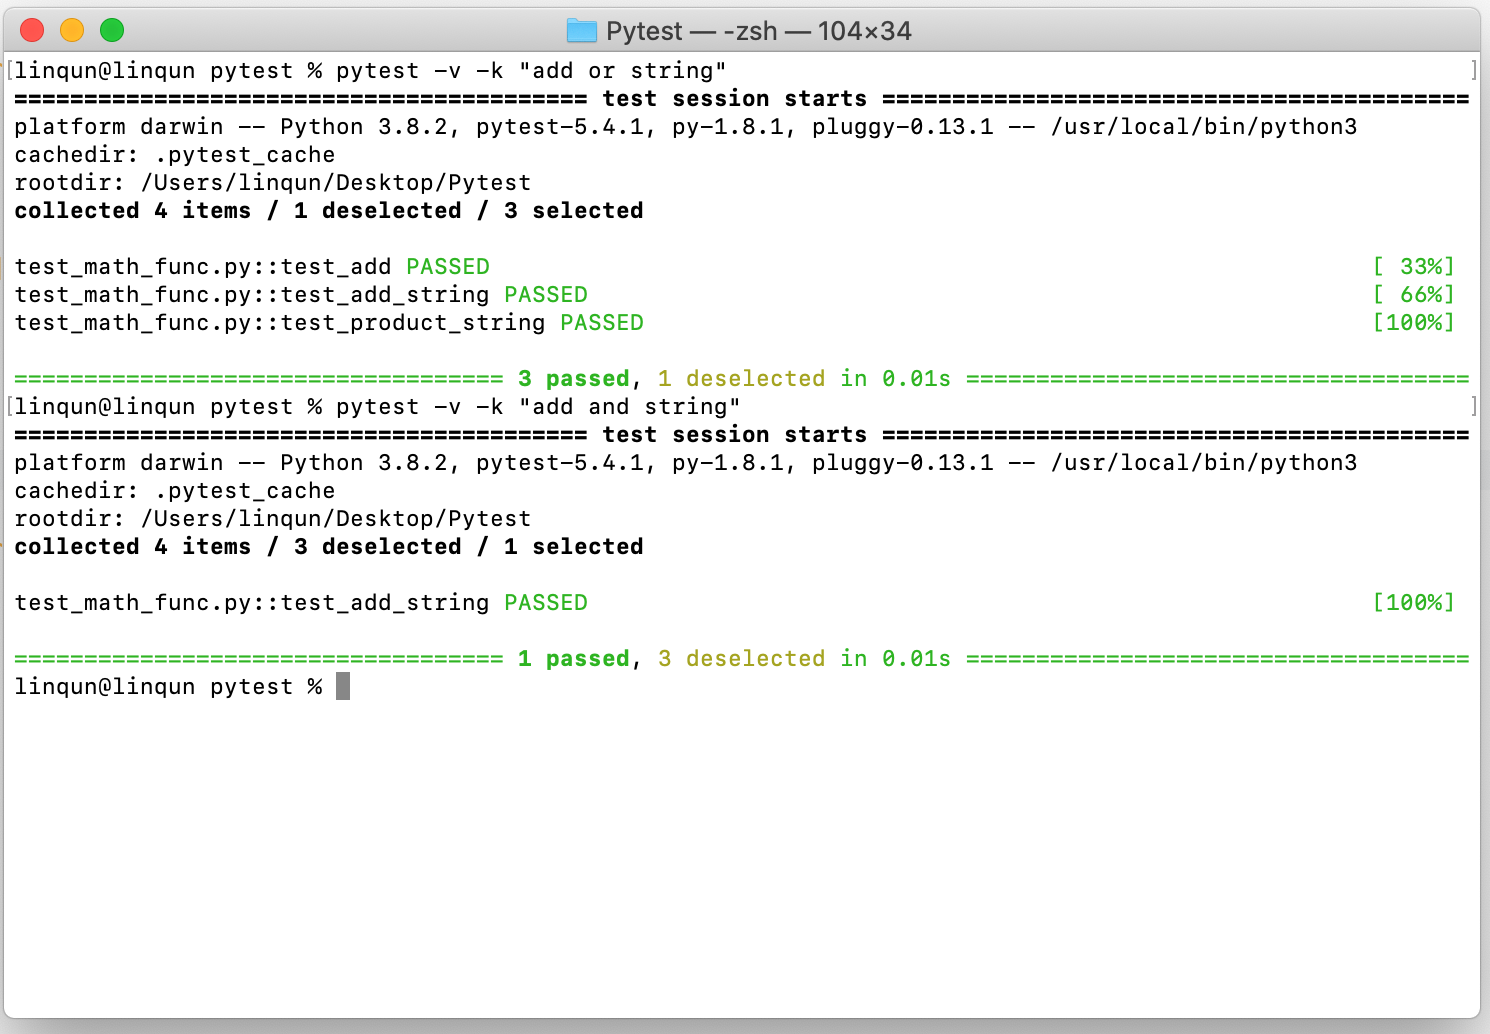 Pytest — -zsh — 104×34
[linqun@linqun pytest % pytest -v -k "add or string" ]
========================================= test session starts ==========================================
platform darwin -- Python 3.8.2, pytest-5.4.1, py-1.8.1, pluggy-0.13.1 -- /usr/local/bin/python3
cachedir: .pytest_cache
rootdir: /Users/linqun/Desktop/Pytest
collected 4 items / 1 deselected / 3 selected
test_math_func.py::test_add PASSED [ 33%]
test_math_func.py::test_add_string PASSED [ 66%]
test_math_func.py::test_product_string PASSED [100%]
=================================== 3 passed, 1 deselected in 0.01s ====================================
[linqun@linqun pytest % pytest -v -k "add and string" ]
========================================= test session starts ==========================================
platform darwin -- Python 3.8.2, pytest-5.4.1, py-1.8.1, pluggy-0.13.1 -- /usr/local/bin/python3
cachedir: .pytest_cache
rootdir: /Users/linqun/Desktop/Pytest
collected 4 items / 3 deselected / 1 selected
test_math_func.py::test_add_string PASSED [100%]
=================================== 1 passed, 3 deselected in 0.01s ====================================
linqun@linqun pytest %